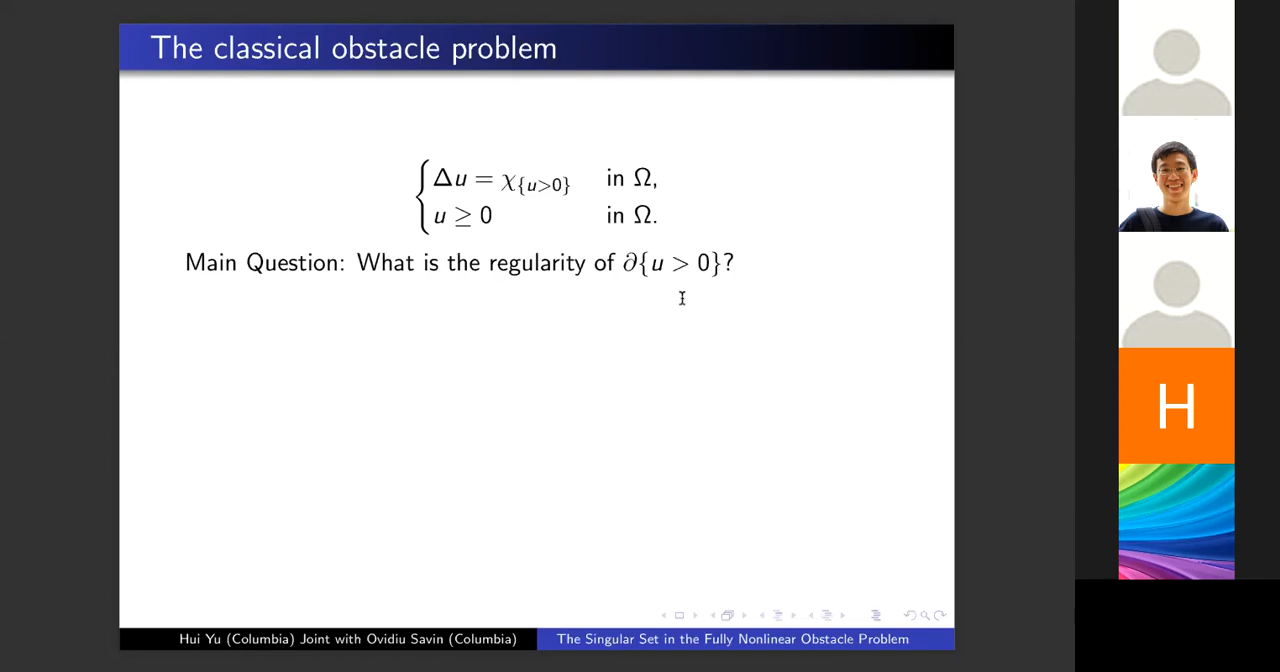 The classical obstacle problem
Δu = χ_{u>0} in Ω,
u ≥ 0 in Ω.
Main Question: What is the regularity of ∂{u > 0}?
Hui Yu (Columbia) Joint with Ovidiu Savin (Columbia)
The Singular Set in the Fully Nonlinear Obstacle Problem
H